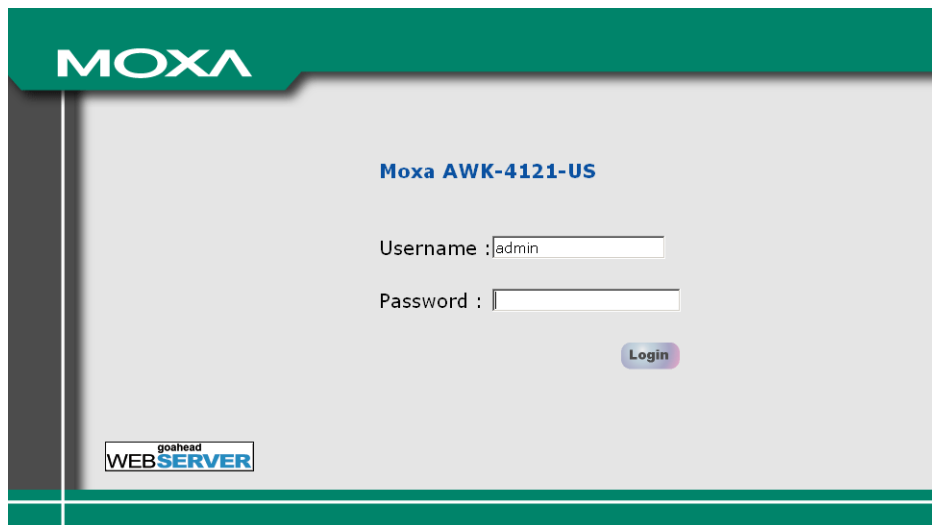 MOXA
Moxa AWK-4121-US
Username : admin
Password :
Login
goahead
WEBSERVER